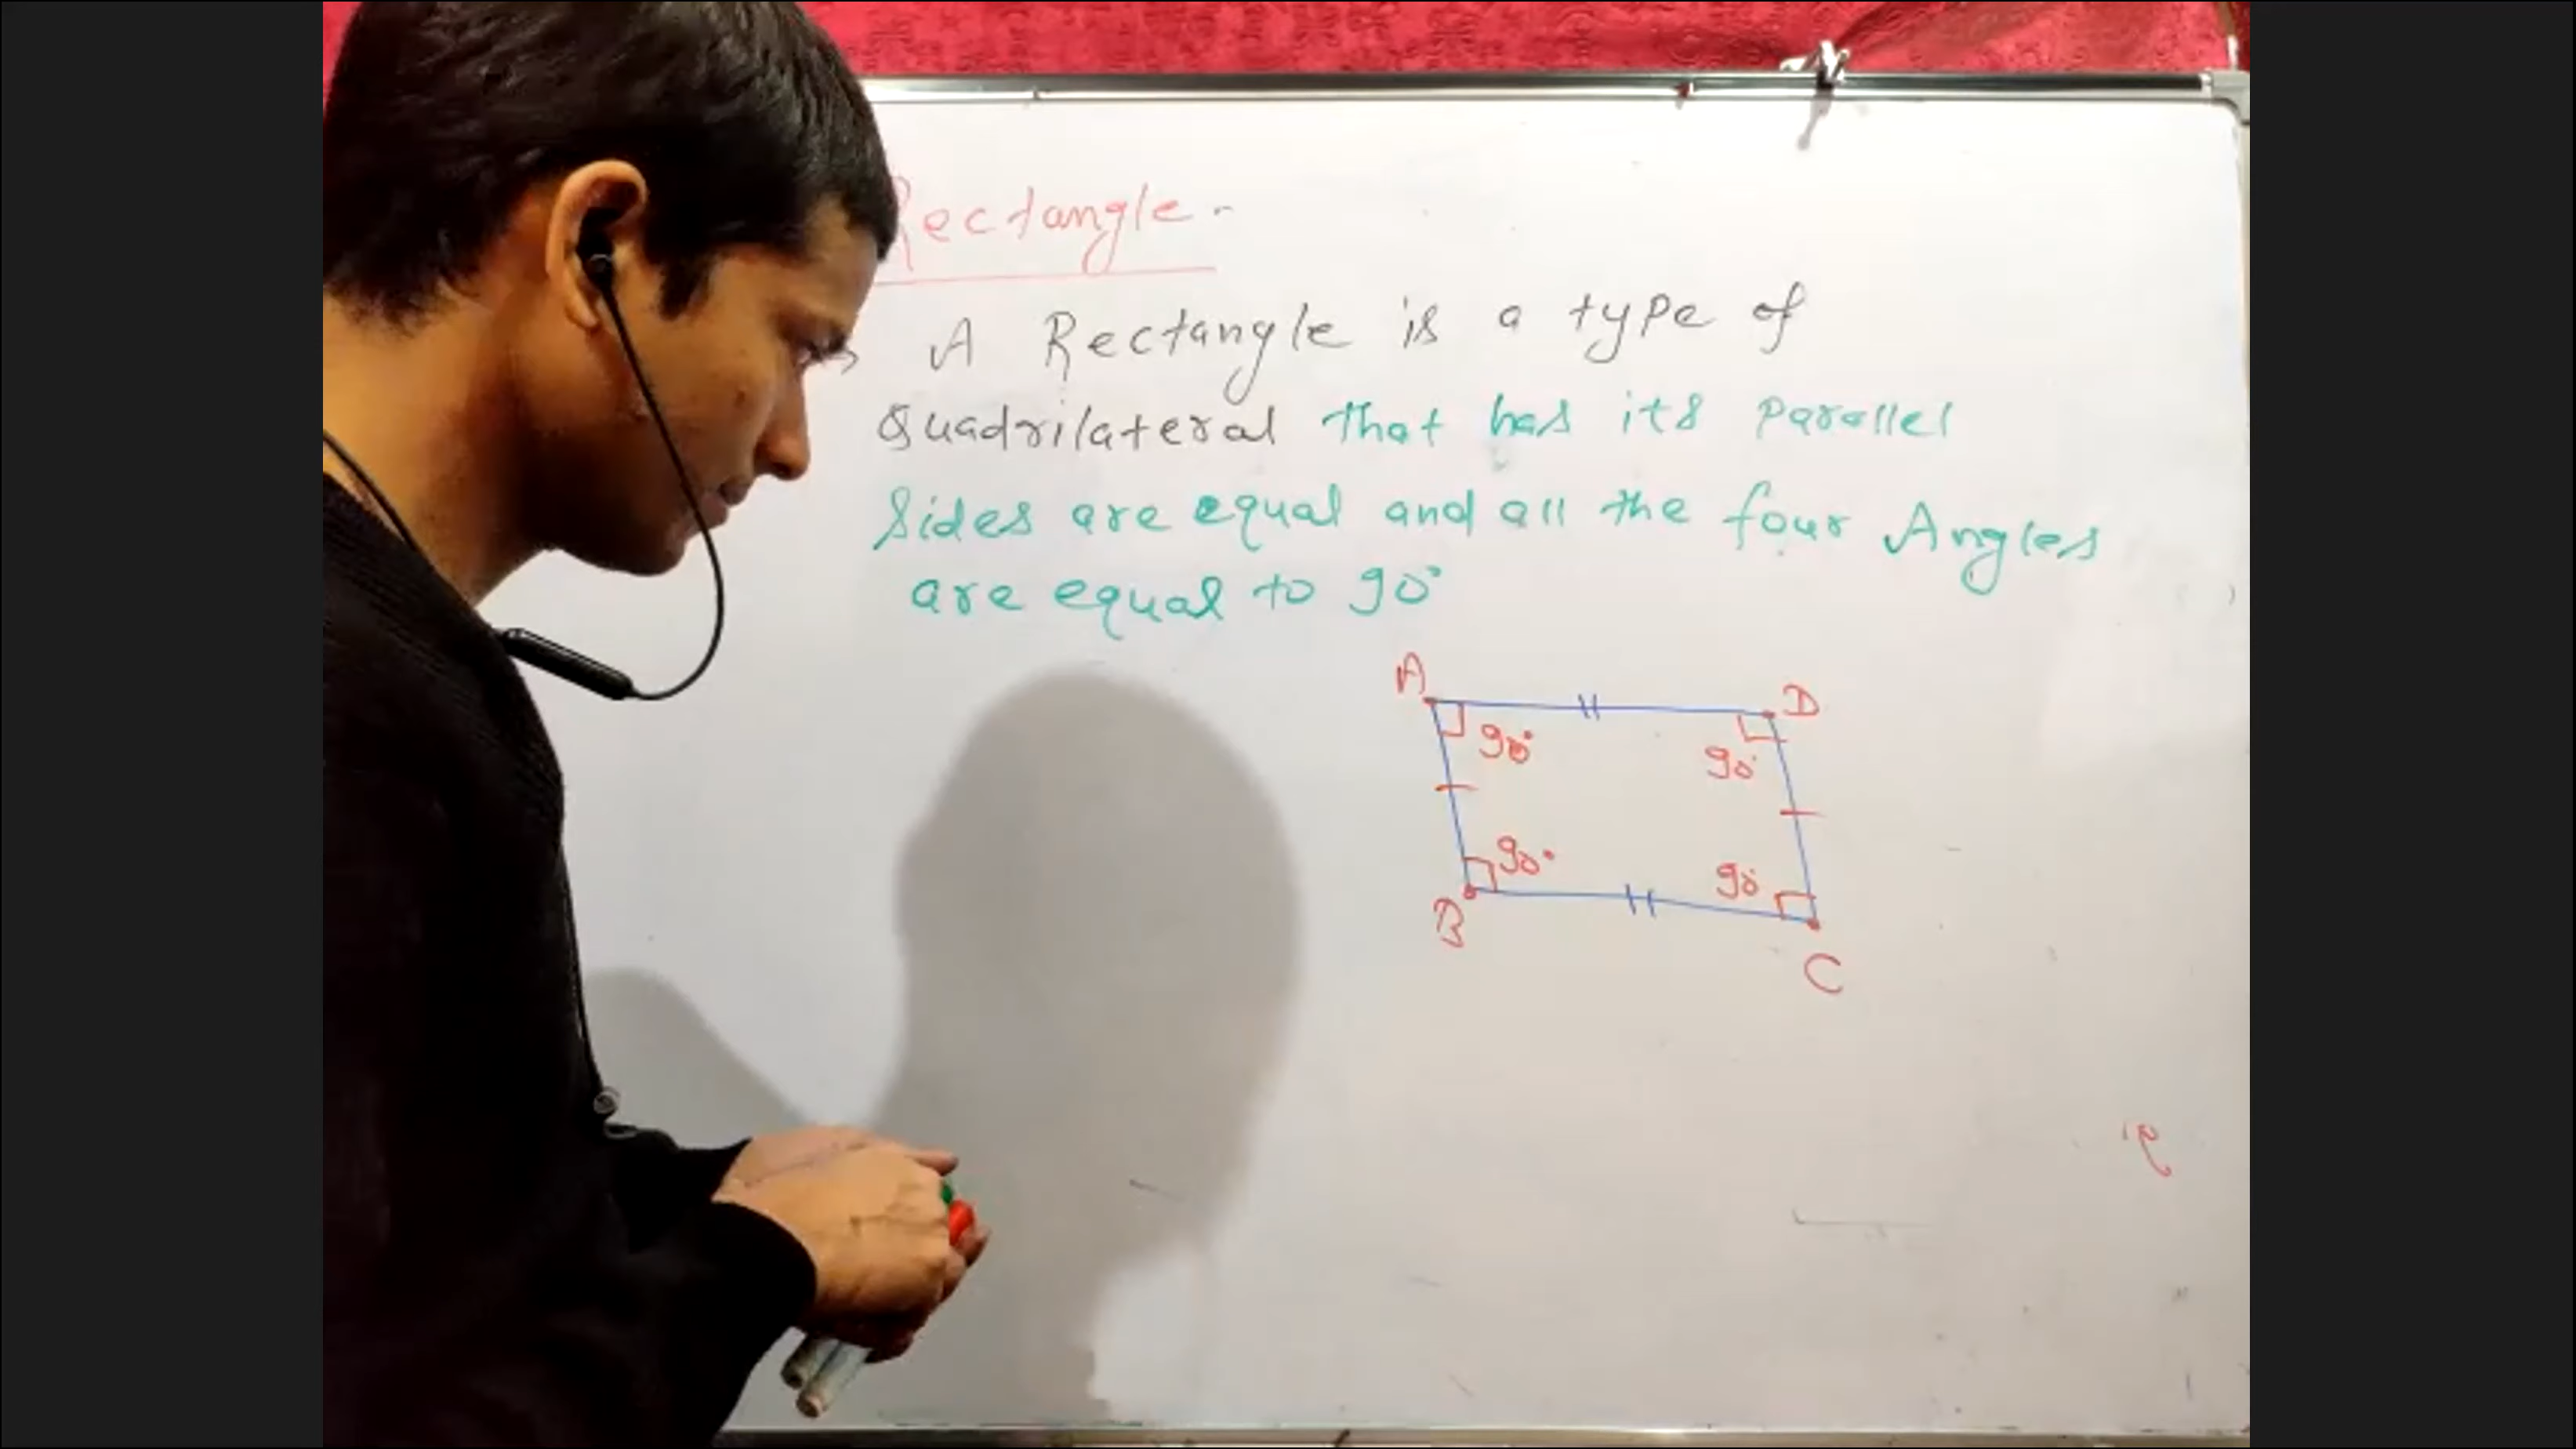 Rectangle -
A Rectangle is a type of
Quadrilateral that has its parallel
sides are equal and all the four Angles
are equal to 90°
A
D
90°
90°
90°
90°
B
C